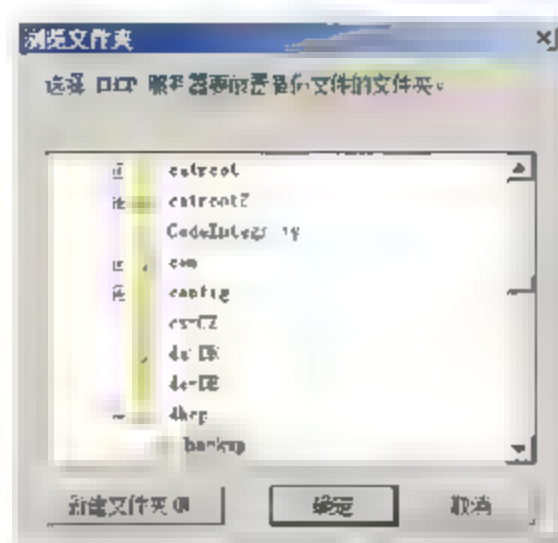 浏览文件夹
选择 DHCP 服务器要放置备份文件的文件夹。
catroot
catroot2
CodeIntegrity
com
config
cs-CZ
da-DK
de-DE
dhcp
backup
新建文件夹(N)
确定
取消